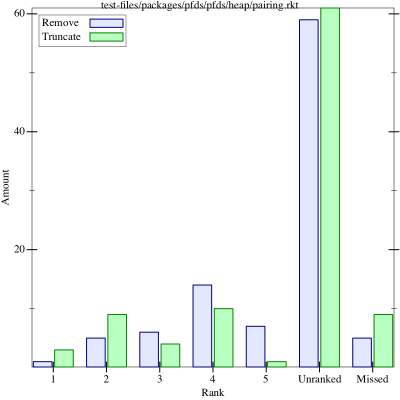 test-files/packages/pfds/pfds/heap/pairing.rkt
Remove
Truncate
60
40
20
Amount
1 2 3 4 5 Unranked Missed
Rank